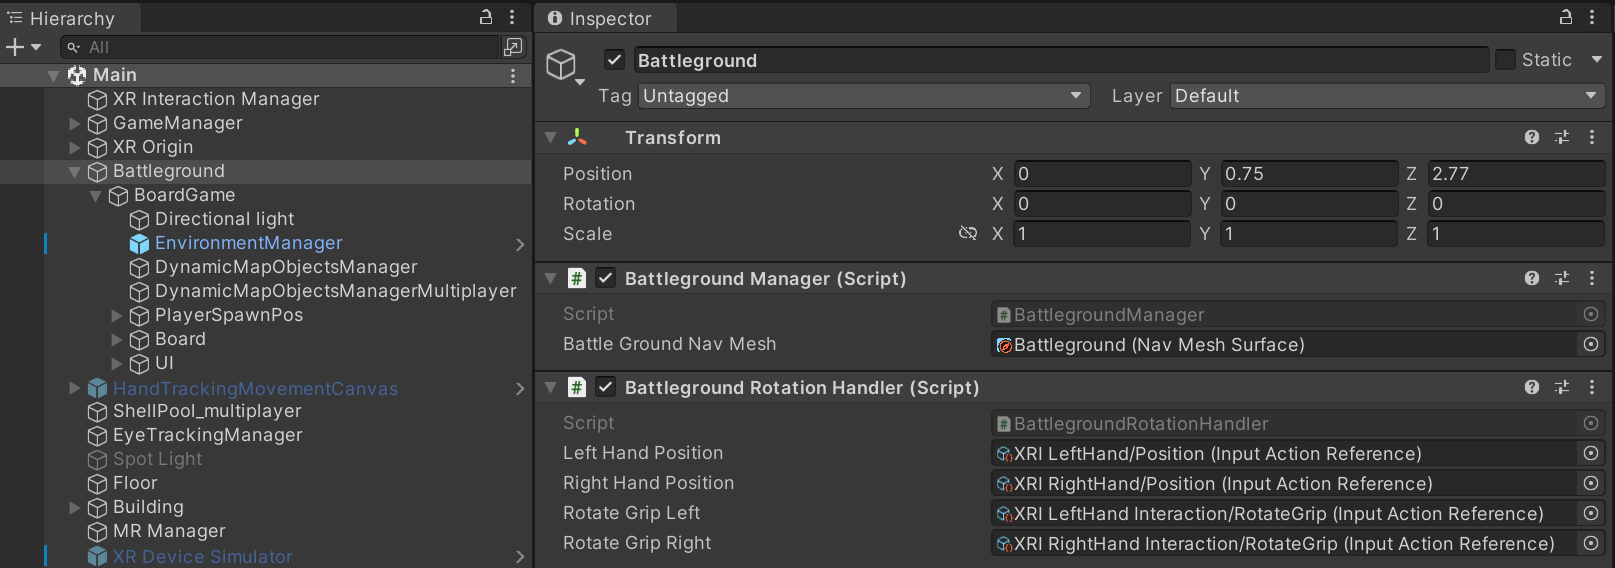 Hierarchy
All
Main
XR Interaction Manager
GameManager
XR Origin
Battleground
BoardGame
Directional light
EnvironmentManager
DynamicMapObjectsManager
DynamicMapObjectsManagerMultiplayer
PlayerSpawnPos
Board
UI
HandTrackingMovementCanvas
ShellPool_multiplayer
EyeTrackingManager
Spot Light
Floor
Building
MR Manager
XR Device Simulator
Inspector
Battleground Static
Tag Untagged Layer Default
Transform
Position X 0 Y 0.75 Z 2.77
Rotation X 0 Y 0 Z 0
Scale X 1 Y 1 Z 1
# Battleground Manager (Script)
Script # BattlegroundManager
Battle Ground Nav Mesh Battleground (Nav Mesh Surface)
# Battleground Rotation Handler (Script)
Script # BattlegroundRotationHandler
Left Hand Position XRI LeftHand/Position (Input Action Reference)
Right Hand Position XRI RightHand/Position (Input Action Reference)
Rotate Grip Left XRI LeftHand Interaction/RotateGrip (Input Action Reference)
Rotate Grip Right XRI RightHand Interaction/RotateGrip (Input Action Reference)